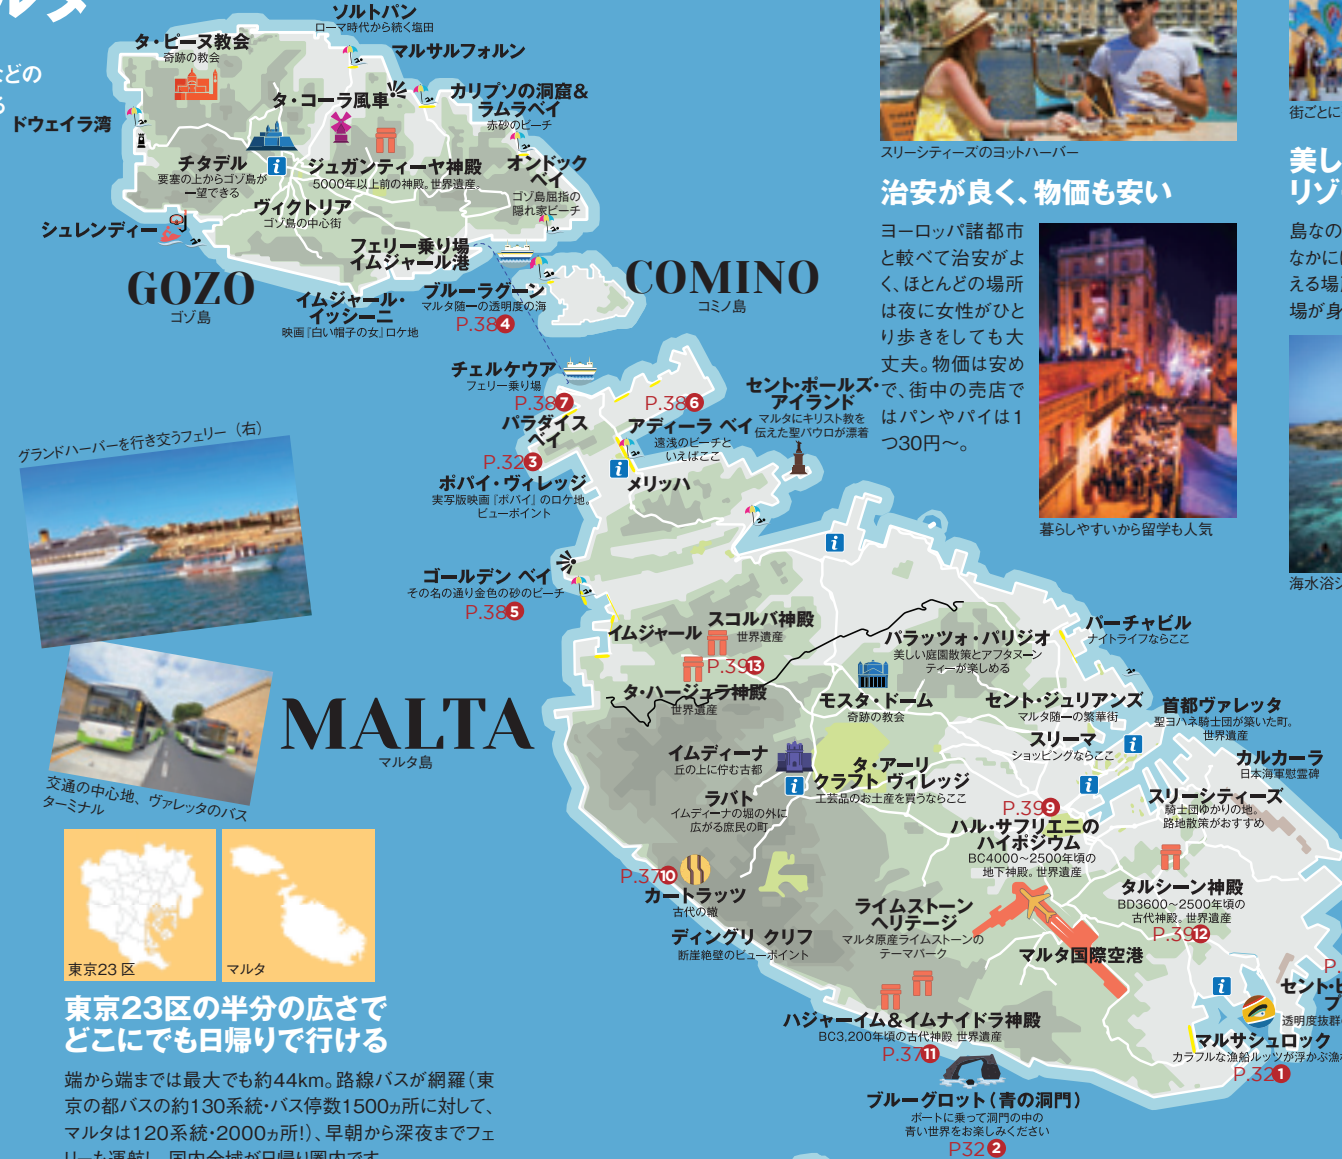 ルタ
などの
る
ソルトパン
ローマ時代から続く塩田
タ・ピーヌ教会
奇跡の教会
マルサルフォルン
カリプソの洞窟&
ラムラベイ
赤砂のビーチ
タ・コーラ風車
ドウェイラ湾
チタデル
要塞の上からゴゾ島が
一望できる
ジュガンティーヤ神殿
5000年以上前の神殿。世界遺産。
オンドック
ベイ
ゴゾ島屈指の
隠れ家ビーチ
ヴィクトリア
ゴゾ島の中心街
シュレンディー
フェリー乗り場
イムジャール港
GOZO
ゴゾ島
COMINO
コミノ島
イムジャール・
イッシーニ
映画『白い帽子の女』ロケ地
ブルーラグーン
マルタ随一の透明度の海
P.38 4
チェルケウア
フェリー乗り場
P.38 7
パラダイス
ベイ
P.38 6
アディーラ ベイ
遠浅のビーチと
いえばここ
セント・ポールズ・
アイランド
マルタにキリスト教を
伝えた聖パウロが漂着
P.32 3
ポパイ・ヴィレッジ
実写版映画『ポパイ』のロケ地。
ビューポイント
メリッハ
ゴールデン ベイ
その名の通り金色の砂のビーチ
P.38 5
スリーシティーズのヨットハーバー
治安が良く、物価も安い
ヨーロッパ諸都市
と較べて治安がよ
く、ほとんどの場所
は夜に女性がひと
り歩きをしても大
丈夫。物価は安め
で、街中の売店で
はパンやパイは1
つ30円〜。
暮らしやすいから留学も人気
街ごとに
美し
リゾ
島なの
なかに
える場
場が身
海水浴シ
グランドハーバーを行き交うフェリー（右）
交通の中心地、ヴァレッタのバス
ターミナル
MALTA
マルタ島
イムジャール
スコルバ神殿
世界遺産
P.39 13
タ・ハージュラ神殿
世界遺産
パラッツォ・パリジオ
美しい庭園散策とアフタヌーン
ティーが楽しめる
パーチャビル
ナイトライフならここ
モスタ・ドーム
奇跡の教会
セント・ジュリアンズ
マルタ随一の繁華街
首都ヴァレッタ
聖ヨハネ騎士団が築いた町。
世界遺産
スリーマ
ショッピングならここ
カルカーラ
日本海軍慰霊碑
イムディーナ
丘の上に佇む古都
タ・アーリ
クラフト ヴィレッジ
工芸品のお土産を買うならここ
スリーシティーズ
騎士団ゆかりの地。
路地散策がおすすめ
ラバト
イムディーナの堀の外に
広がる庶民の町
P.39 9
ハル・サフリエニの
ハイポジウム
BC4000〜2500年頃の
地下神殿。世界遺産
P.37 10
カートラッツ
古代の轍
タルシーン神殿
BD3600〜2500年頃の
古代神殿。世界遺産
P.39 12
ライムストーン
ヘリテージ
マルタ原産ライムストーンの
テーマパーク
ディングリ クリフ
断崖絶壁のビューポイント
マルタ国際空港
ハジャーイム&イムナイドラ神殿
BC3,200年頃の古代神殿 世界遺産
P.37 11
P
セント・ピ
プ
透明度抜群
マルサシュロック
カラフルな漁船ルッツが浮かぶ漁
P.32 1
ブルーグロット（青の洞門）
ボートに乗って洞門の中の
青い世界をお楽しみください
P32 2
東京23区
マルタ
東京23区の半分の広さで
どこにでも日帰りで行ける
端から端までは最大でも約44km。路線バスが網羅（東
京の都バスの約130系統・バス停数1500ヵ所に対して、
マルタは120系統・2000ヵ所!）、早朝から深夜までフェ
リーも運航し、国内全域が日帰り圏内です。